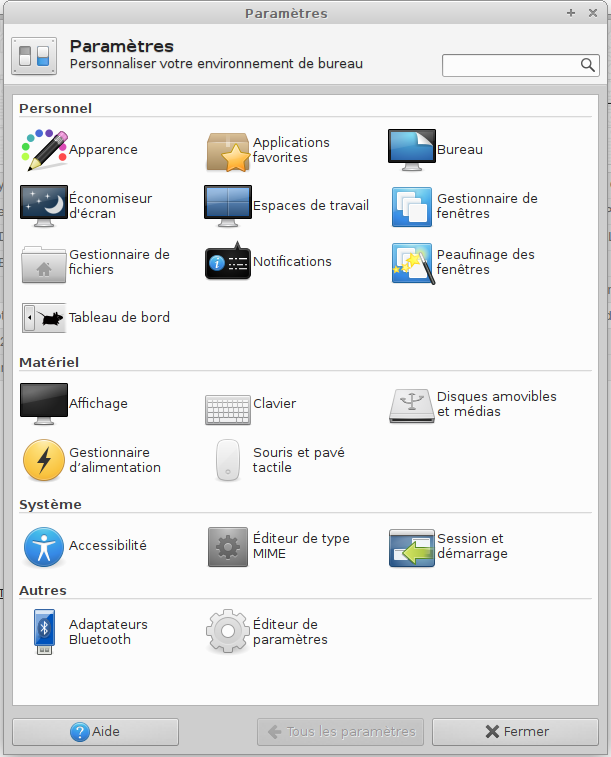 Paramètres
Paramètres
Personnaliser votre environnement de bureau
Personnel
Apparence
Applications
favorites
Bureau
Économiseur
d'écran
Espaces de travail
Gestionnaire de
fenêtres
Gestionnaire de
fichiers
Notifications
Peaufinage des
fenêtres
Tableau de bord
Matériel
Affichage
Clavier
Disques amovibles
et médias
Gestionnaire
d’alimentation
Souris et pavé
tactile
Système
Accessibilité
Éditeur de type
MIME
Session et
démarrage
Autres
Adaptateurs
Bluetooth
Éditeur de
paramètres
Aide
Tous les paramètres
Fermer